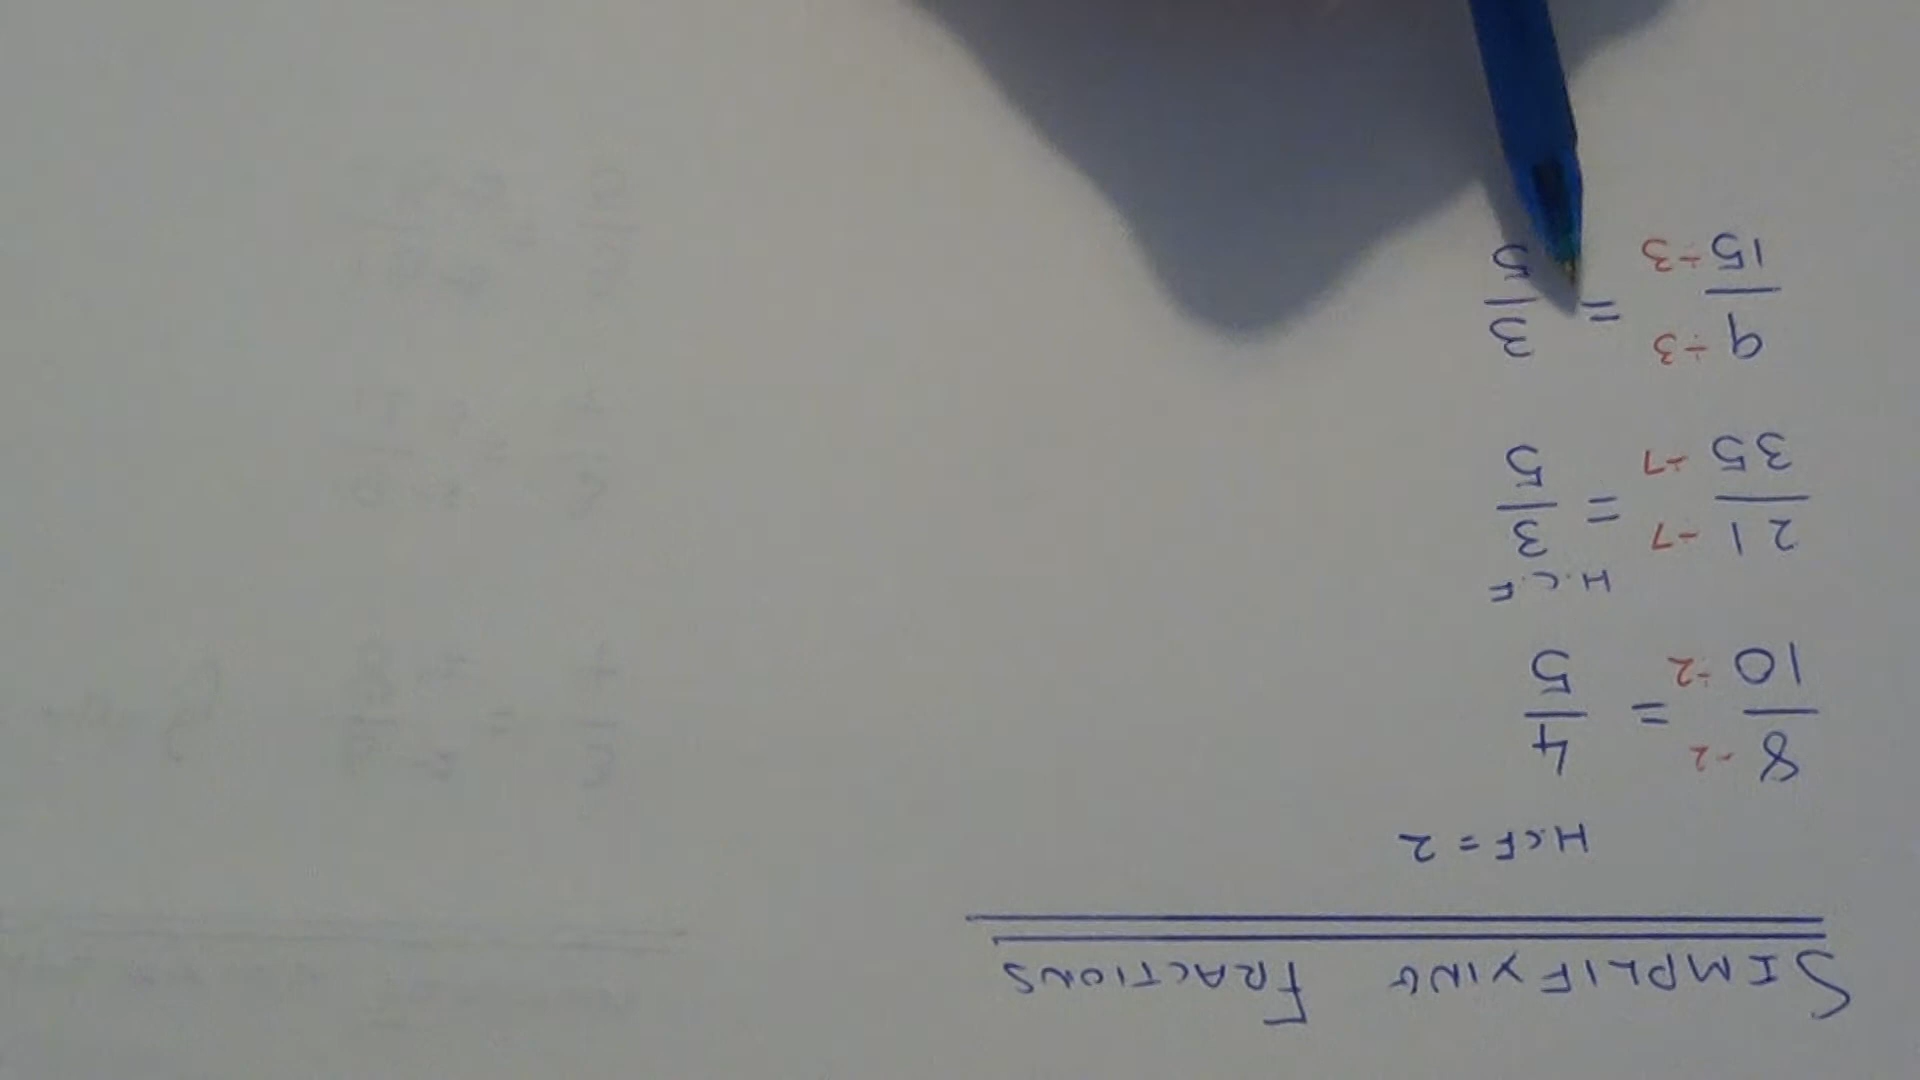 SIMPLIFYING FRACTIONS
H.C.F = 2
8 ÷2 / 10 ÷2 = 4/5
H.C.F
21 ÷7 / 35 ÷7 = 3/5
9 ÷3 / 15 ÷3 = 3/5